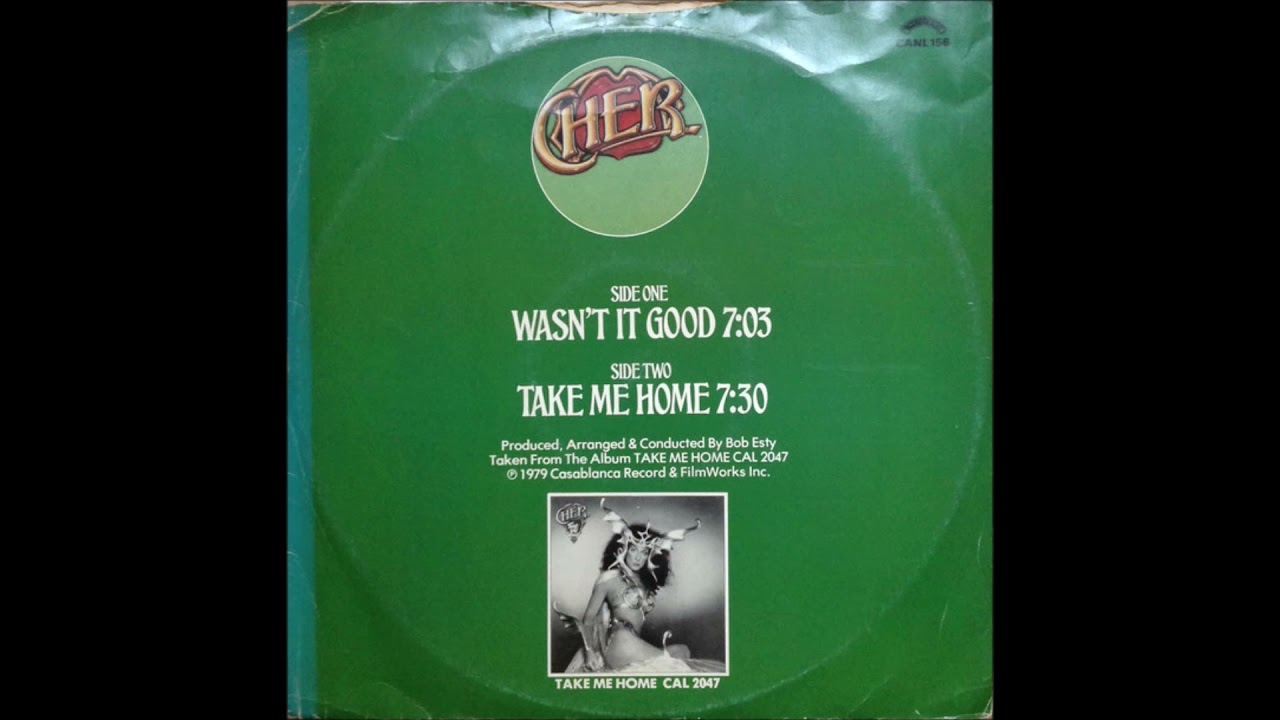 CANL 156
CHER
SIDE ONE
WASN'T IT GOOD 7:03
SIDE TWO
TAKE ME HOME 7:30
Produced, Arranged & Conducted By Bob Esty
Taken From The Album TAKE ME HOME CAL 2047
℗ 1979 Casablanca Record & FilmWorks Inc.
CHER
TAKE ME HOME CAL 2047